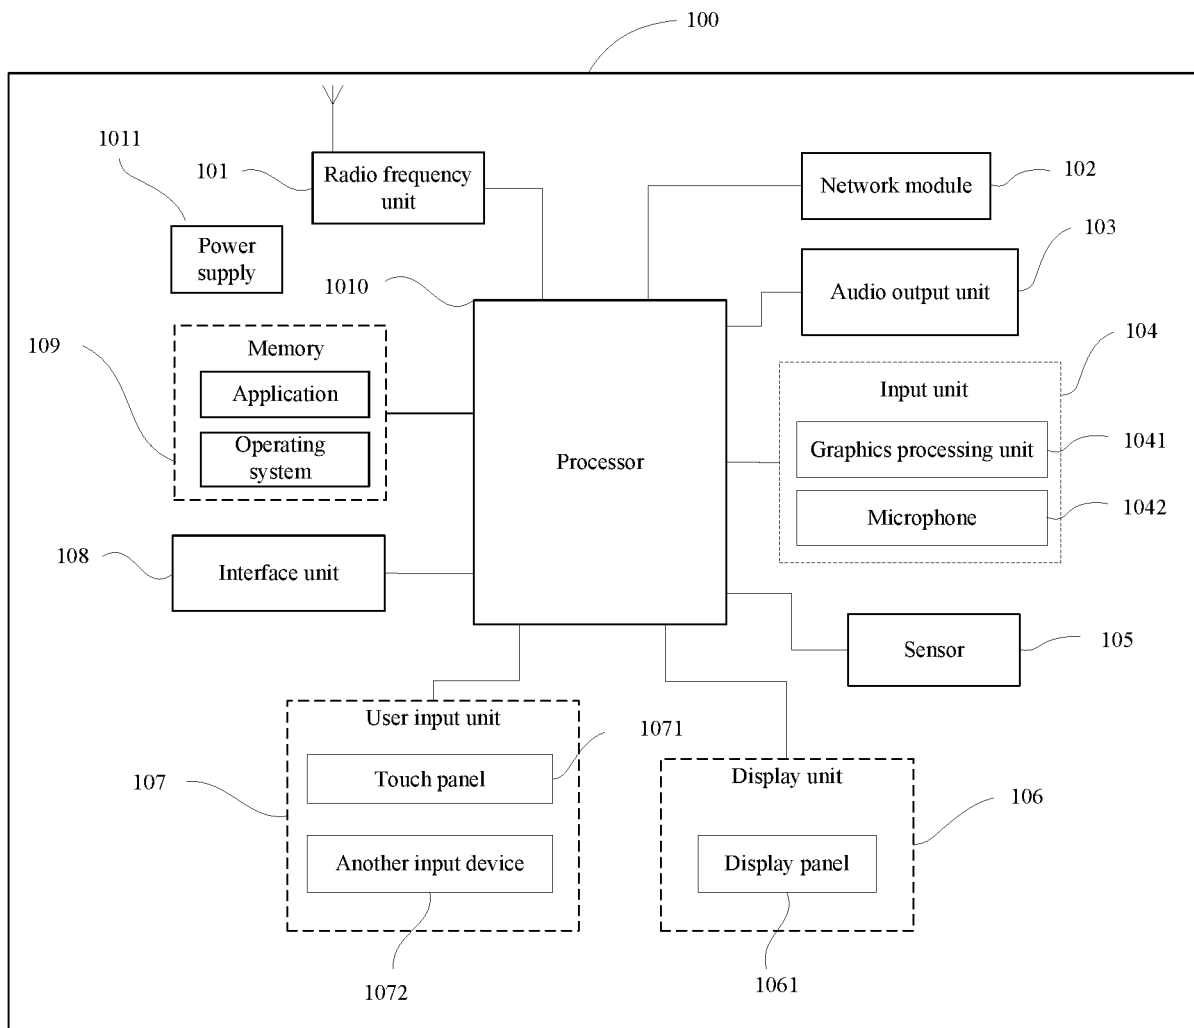 100
1011
101
Radio frequency
unit
Network module
102
103
Power
supply
1010
Audio output unit
109
Memory
Application
Operating
system
Processor
104
Input unit
Graphics processing unit
1041
Microphone
1042
108
Interface unit
Sensor
105
User input unit
1071
107
Touch panel
Another input device
1072
Display unit
106
Display panel
1061